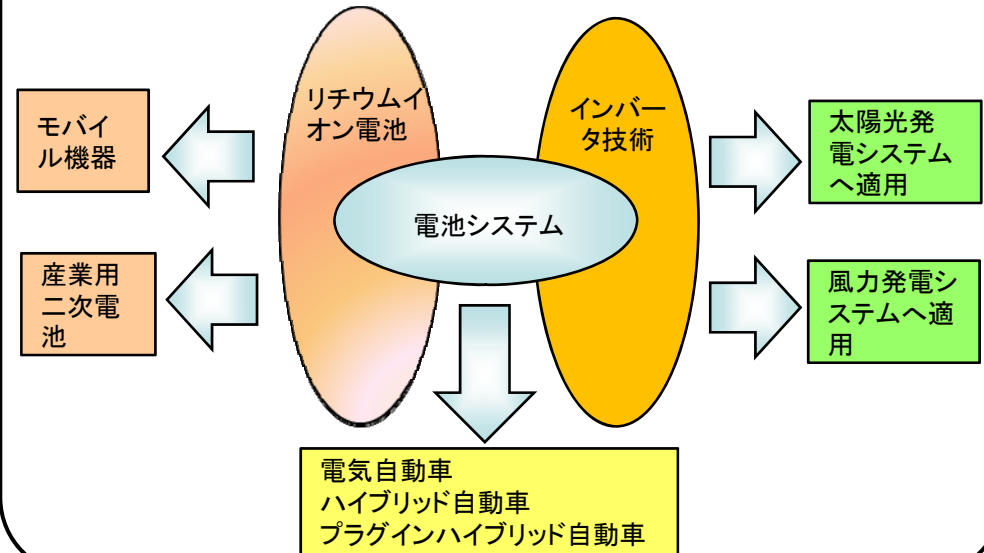 リチウムイ
オン電池
インバー
タ技術
モバイ
ル機器
太陽光発
電システム
へ適用
電池システム
産業用
二次電
池
風力発電シ
ステムへ適
用
電気自動車
ハイブリッド自動車
プラグインハイブリッド自動車